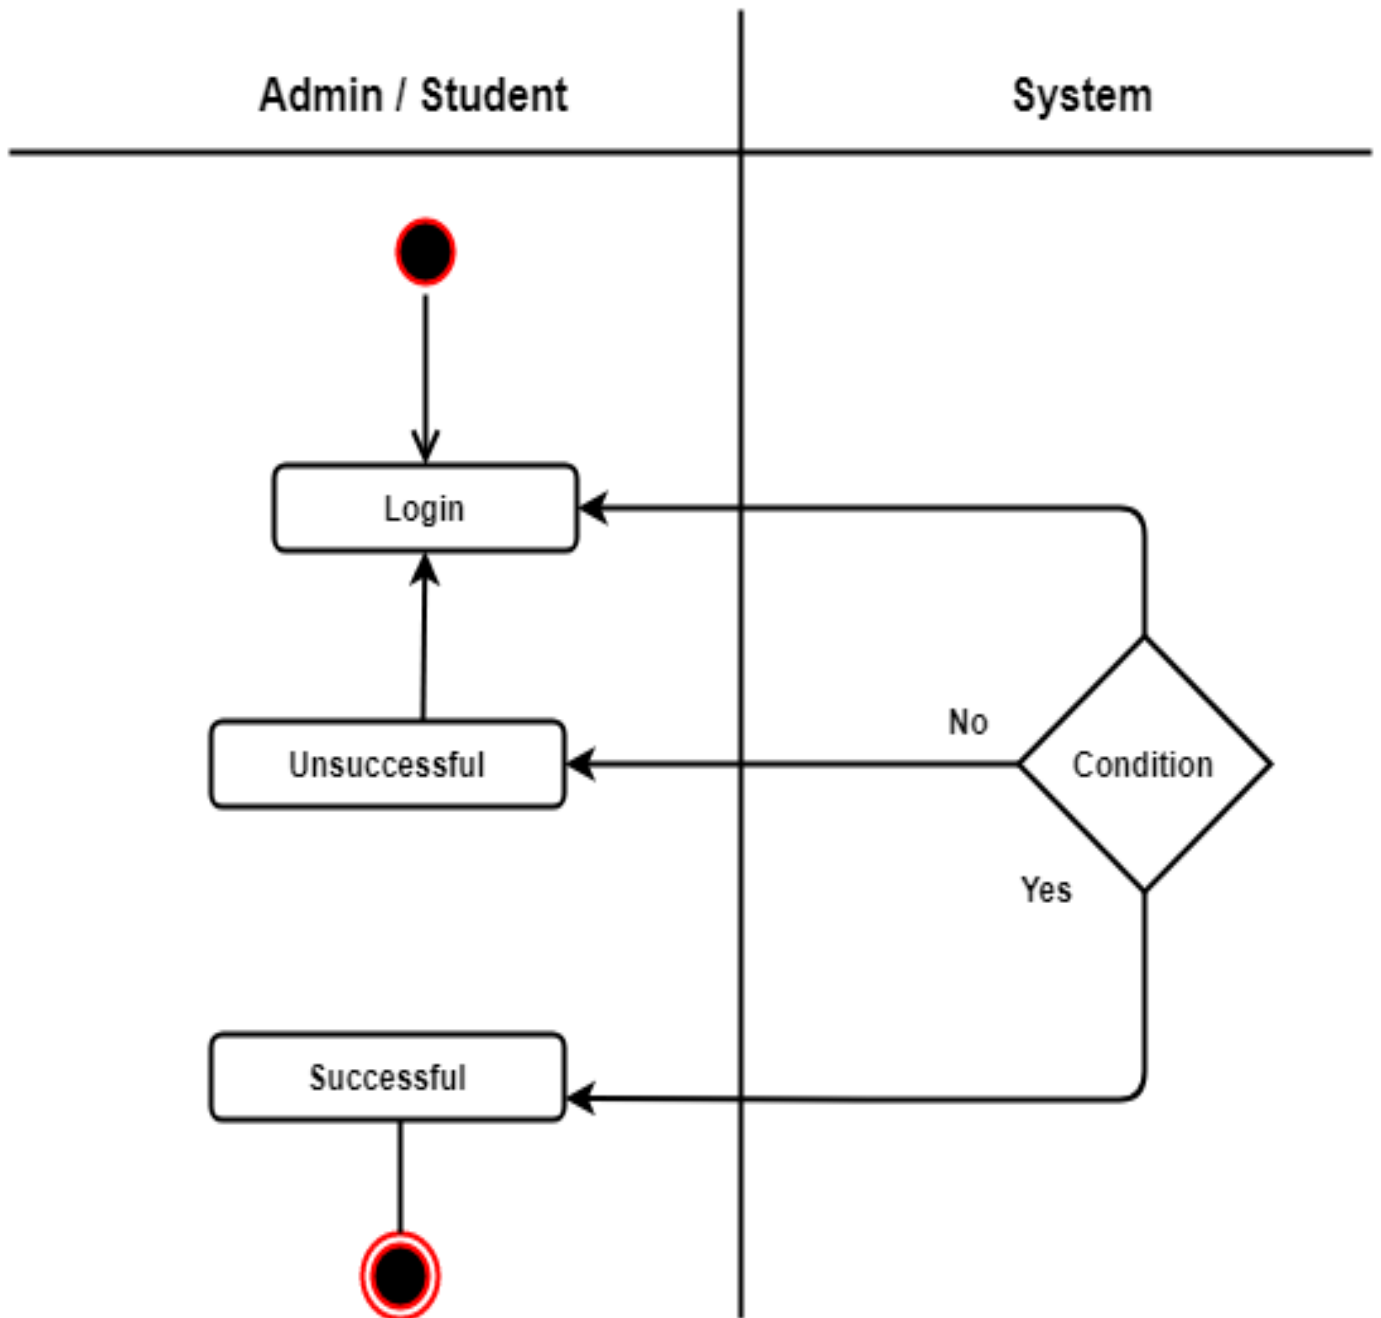 Admin / Student
System
Login
No
Unsuccessful
Condition
Yes
Successful